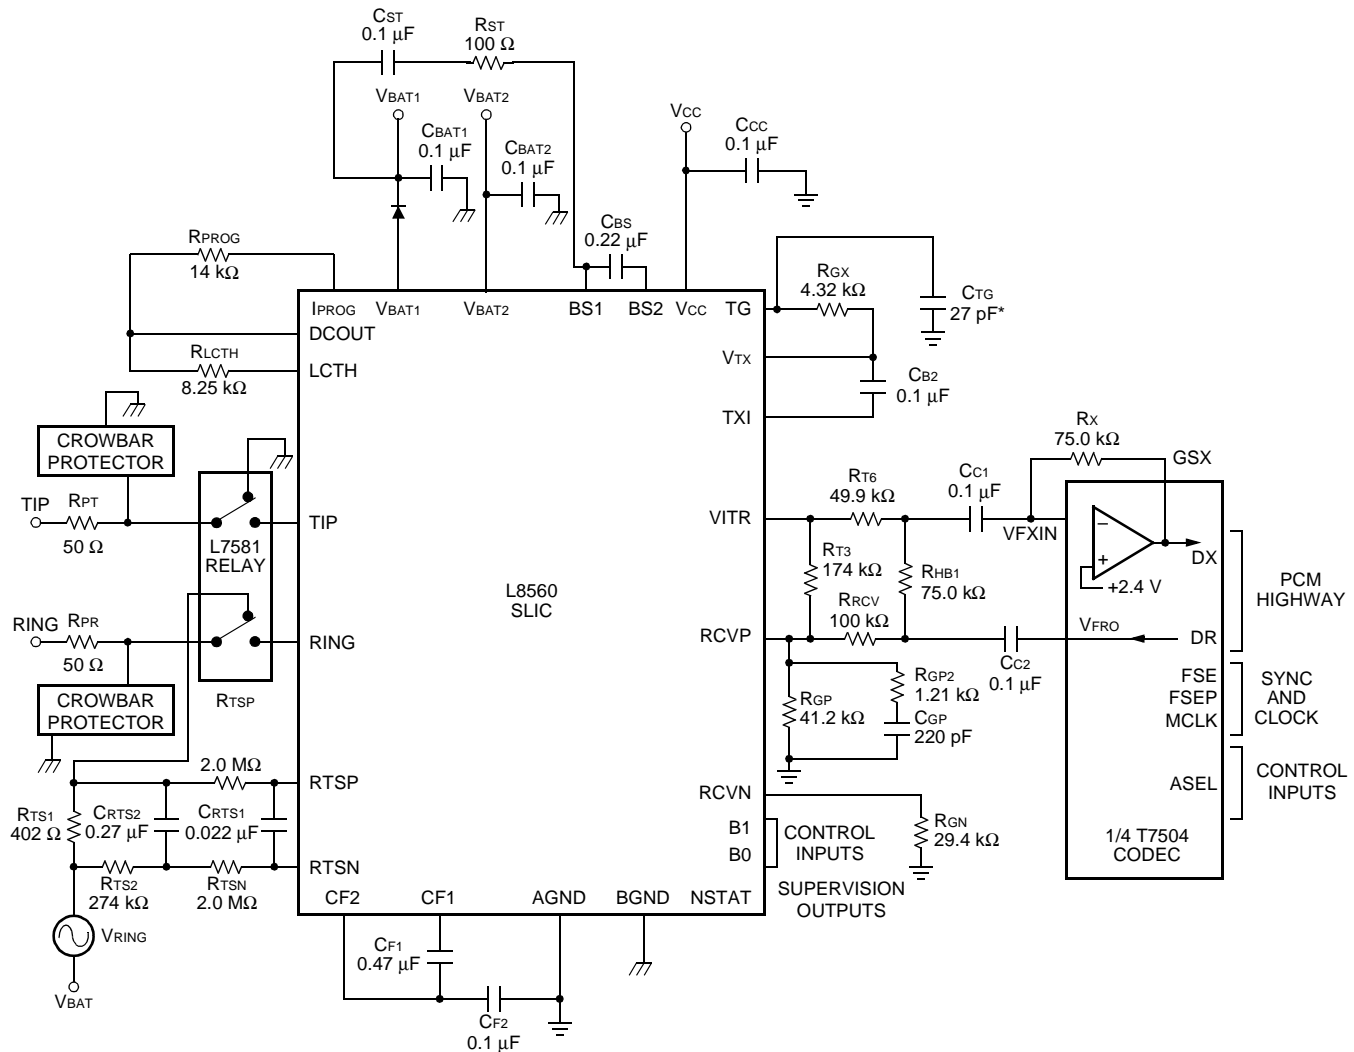 CST
0.1 µF
RST
100 Ω
VBAT1
VBAT2
VCC
CCC
0.1 µF
CBAT1
0.1 µF
CBAT2
0.1 µF
CBS
0.22 µF
RPROG
14 kΩ
RGX
4.32 kΩ
CTG
27 pF*
IPROG
VBAT1
VBAT2
BS1
BS2
VCC
TG
DCOUT
RLCTH
8.25 kΩ
LCTH
VTX
CB2
0.1 µF
TXI
CROWBAR
PROTECTOR
RX
75.0 kΩ
GSX
TIP
RPT
50 Ω
TIP
L7581
RELAY
VITR
RT6
49.9 kΩ
CC1
0.1 µF
VFXIN
−
+
+2.4 V
DX
PCM
HIGHWAY
RT3
174 kΩ
RHB1
75.0 kΩ
L8560
SLIC
RING
RPR
50 Ω
RING
RCVP
RRCV
100 kΩ
CC2
0.1 µF
VFRO
DR
CROWBAR
PROTECTOR
RTSP
RGP
41.2 kΩ
RGP2
1.21 kΩ
CGP
220 pF
FSE
FSEP
MCLK
SYNC
AND
CLOCK
2.0 MΩ
RTSP
RTS1
402 Ω
CRTS2
0.27 µF
CRTS1
0.022 µF
RTSN
RTS2
274 kΩ
RTSN
2.0 MΩ
RCVN
RGN
29.4 kΩ
ASEL
CONTROL
INPUTS
B1
B0
CONTROL
INPUTS
1/4 T7504
CODEC
SUPERVISION
OUTPUTS
CF2
CF1
AGND
BGND
NSTAT
VRING
VBAT
CF1
0.47 µF
CF2
0.1 µF